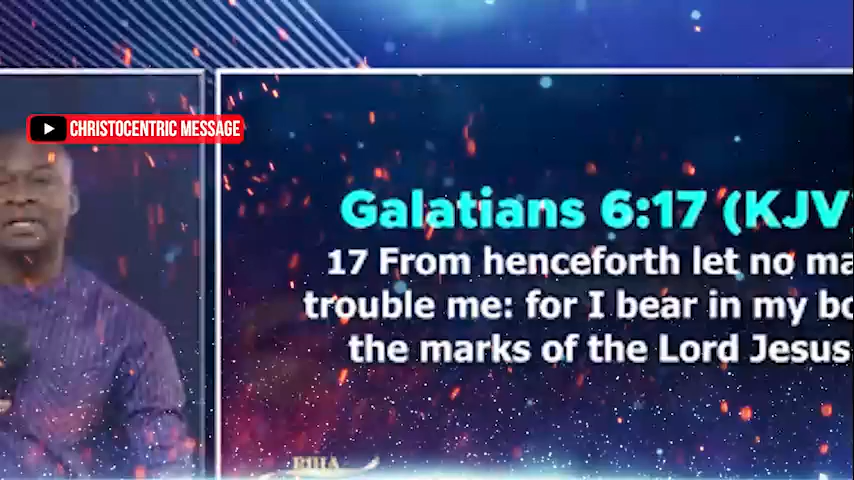 CHRISTOCENTRIC MESSAGE
Galatians 6:17 (KJV
17 From henceforth let no ma
trouble me: for I bear in my bo
the marks of the Lord Jesus